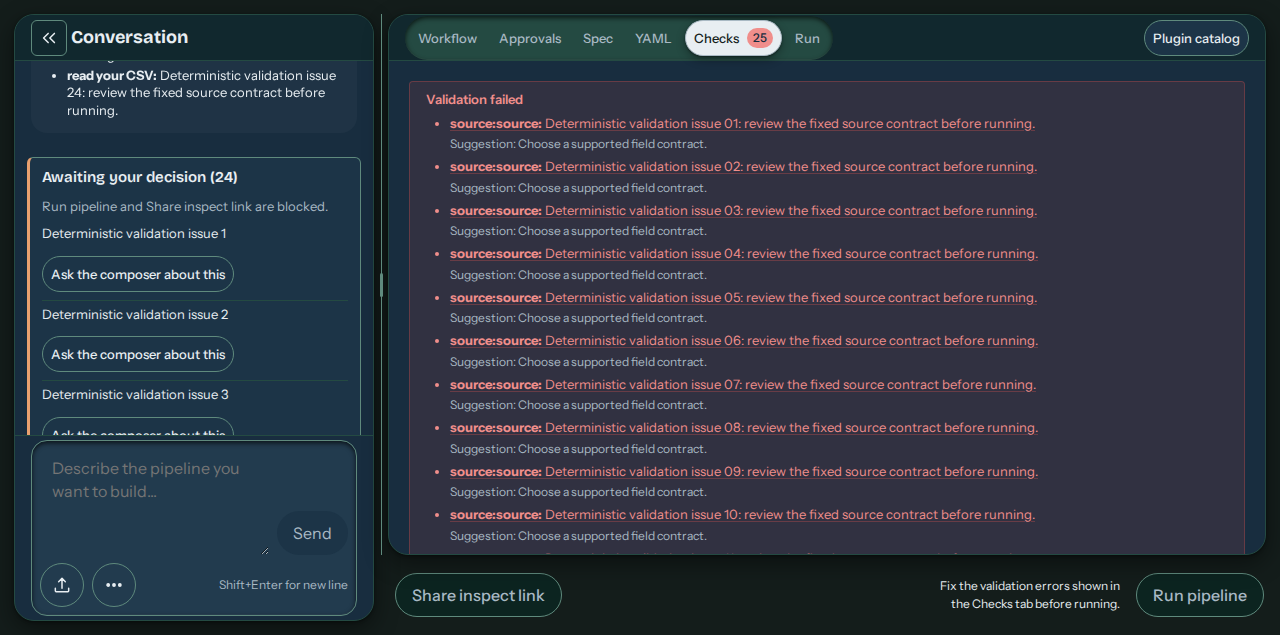 Conversation
read your CSV: Deterministic validation issue
24: review the fixed source contract before
running.
Awaiting your decision (24)
Run pipeline and Share inspect link are blocked.
Deterministic validation issue 1
Ask the composer about this
Deterministic validation issue 2
Ask the composer about this
Deterministic validation issue 3
Ask the composer about this
Describe the pipeline you
want to build...
Send
Shift+Enter for new line
Workflow
Approvals
Spec
YAML
Checks 25
Run
Plugin catalog
Validation failed
source:source: Deterministic validation issue 01: review the fixed source contract before running.
Suggestion: Choose a supported field contract.
source:source: Deterministic validation issue 02: review the fixed source contract before running.
Suggestion: Choose a supported field contract.
source:source: Deterministic validation issue 03: review the fixed source contract before running.
Suggestion: Choose a supported field contract.
source:source: Deterministic validation issue 04: review the fixed source contract before running.
Suggestion: Choose a supported field contract.
source:source: Deterministic validation issue 05: review the fixed source contract before running.
Suggestion: Choose a supported field contract.
source:source: Deterministic validation issue 06: review the fixed source contract before running.
Suggestion: Choose a supported field contract.
source:source: Deterministic validation issue 07: review the fixed source contract before running.
Suggestion: Choose a supported field contract.
source:source: Deterministic validation issue 08: review the fixed source contract before running.
Suggestion: Choose a supported field contract.
source:source: Deterministic validation issue 09: review the fixed source contract before running.
Suggestion: Choose a supported field contract.
source:source: Deterministic validation issue 10: review the fixed source contract before running.
Suggestion: Choose a supported field contract.
Share inspect link
Fix the validation errors shown in
the Checks tab before running.
Run pipeline